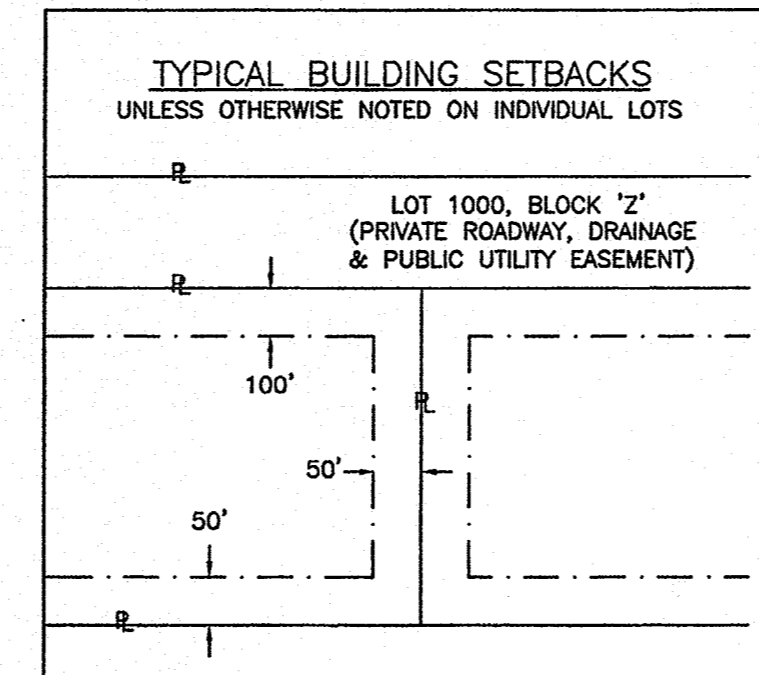 TYPICAL BUILDING SETBACKS
UNLESS OTHERWISE NOTED ON INDIVIDUAL LOTS
PL
LOT 1000, BLOCK 'Z'
(PRIVATE ROADWAY, DRAINAGE
& PUBLIC UTILITY EASEMENT)
PL
100'
PL
50'
50'
PL